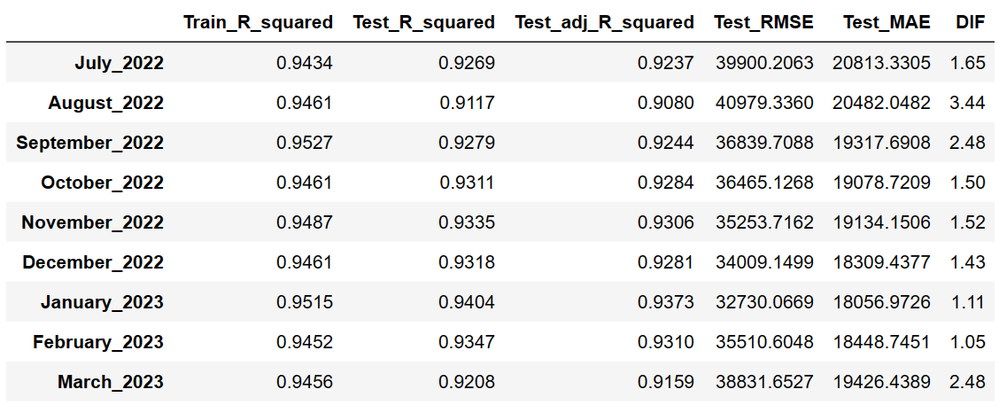 Train_R_squared Test_R_squared Test_adj_R_squared Test_RMSE Test_MAE DIF
July_2022 0.9434 0.9269 0.9237 39900.2063 20813.3305 1.65
August_2022 0.9461 0.9117 0.9080 40979.3360 20482.0482 3.44
September_2022 0.9527 0.9279 0.9244 36839.7088 19317.6908 2.48
October_2022 0.9461 0.9311 0.9284 36465.1268 19078.7209 1.50
November_2022 0.9487 0.9335 0.9306 35253.7162 19134.1506 1.52
December_2022 0.9461 0.9318 0.9281 34009.1499 18309.4377 1.43
January_2023 0.9515 0.9404 0.9373 32730.0669 18056.9726 1.11
February_2023 0.9452 0.9347 0.9310 35510.6048 18448.7451 1.05
March_2023 0.9456 0.9208 0.9159 38831.6527 19426.4389 2.48